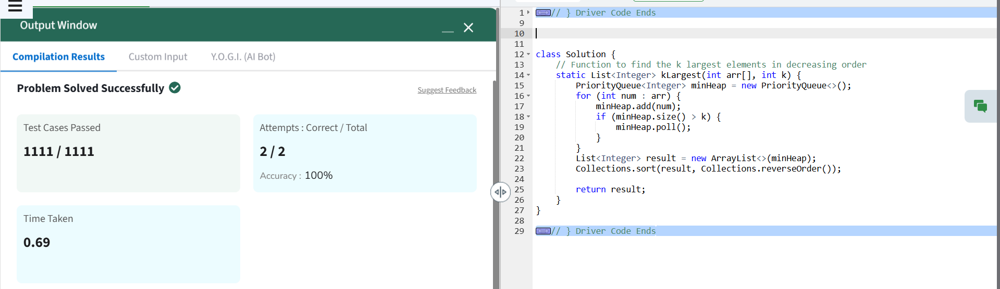 Output Window
Compilation Results Custom Input Y.O.G.I. (AI Bot)
Problem Solved Successfully
Suggest Feedback
Test Cases Passed
1111 / 1111
Attempts : Correct / Total
2 / 2
Accuracy : 100%
Time Taken
0.69
1 // } Driver Code Ends
9
10
11
12 class Solution {
13     // Function to find the k largest elements in decreasing order
14     static List<Integer> kLargest(int arr[], int k) {
15         PriorityQueue<Integer> minHeap = new PriorityQueue<>();
16         for (int num : arr) {
17             minHeap.add(num);
18             if (minHeap.size() > k) {
19                 minHeap.poll();
20             }
21         }
22         List<Integer> result = new ArrayList<>(minHeap);
23         Collections.sort(result, Collections.reverseOrder());
24
25         return result;
26     }
27 }
28
29 // } Driver Code Ends